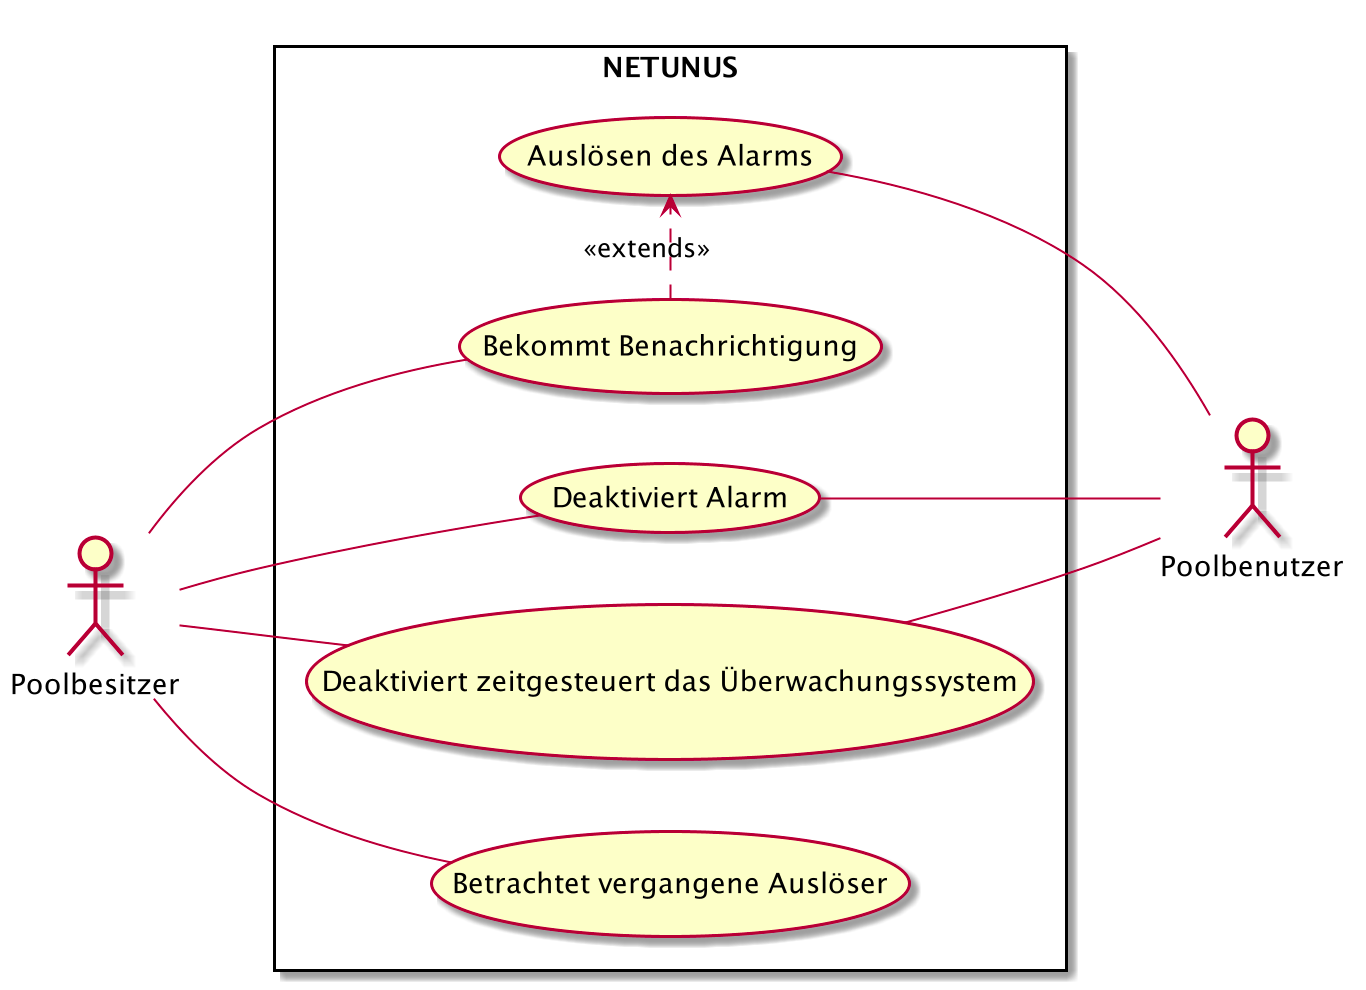 NETUNUS
Auslösen des Alarms
«extends»
Bekommt Benachrichtigung
Deaktiviert Alarm
Poolbenutzer
Poolbesitzer
Deaktiviert zeitgesteuert das Überwachungssystem
Betrachtet vergangene Auslöser